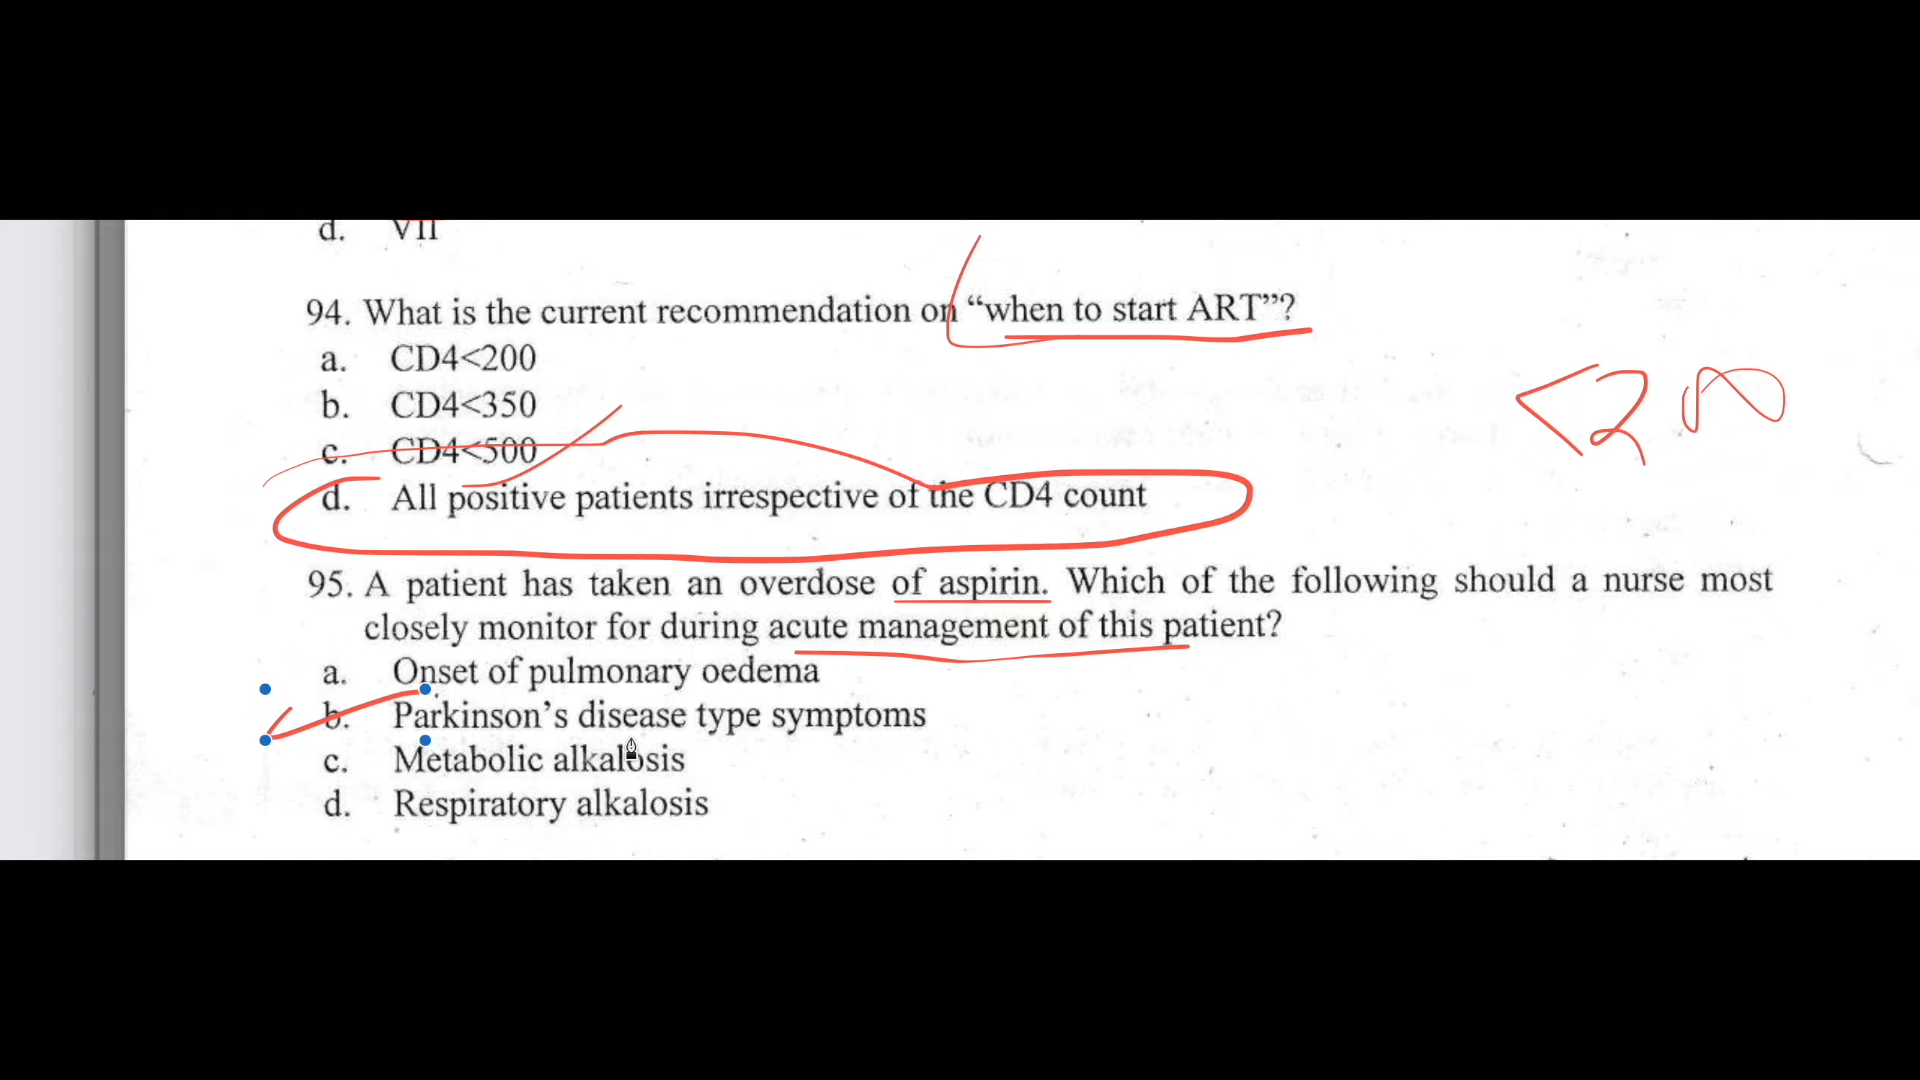 d. VII
94. What is the current recommendation on “when to start ART”?
a. CD4<200
b. CD4<350
c. CD4<500
d. All positive patients irrespective of the CD4 count
<200
95. A patient has taken an overdose of aspirin. Which of the following should a nurse most
closely monitor for during acute management of this patient?
a. Onset of pulmonary oedema
b. Parkinson’s disease type symptoms
c. Metabolic alkalosis
d. Respiratory alkalosis